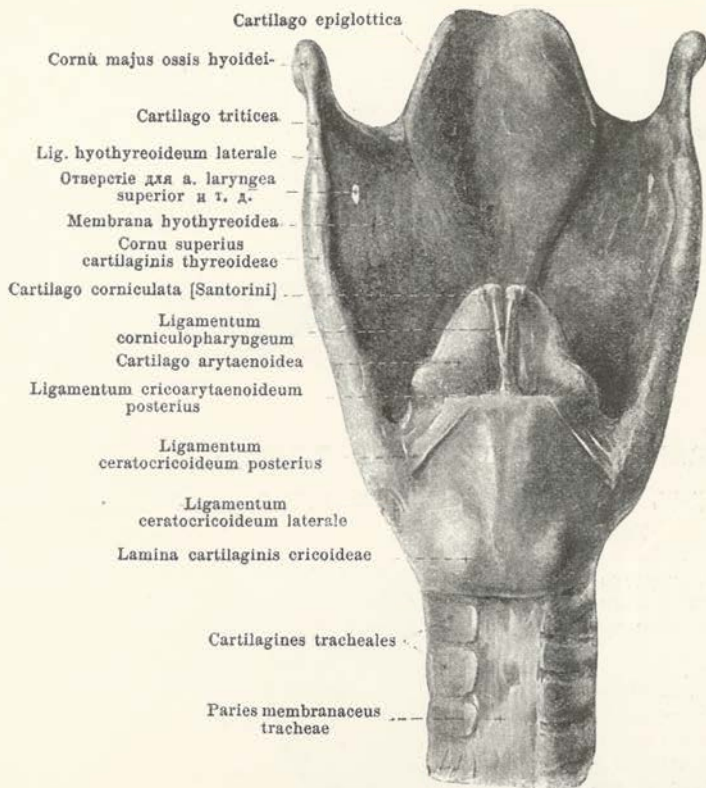 Cartilago epiglottica
Cornù majus ossis hyoidei-
Cartilago triticea
Lig. hyothyreoideum laterale
Отверстіе для a. laryngea
superior и т. д.
Membrana hyothyreoidea
Cornu superius
cartilaginis thyreoideae
Cartilago corniculata [Santorini]
Ligamentum
corniculopharyngeum
Cartilago arytaenoidea
Ligamentum cricoarytaenoideum
posterius
Ligamentum
ceratocricoideum posterius
Ligamentum
ceratocricoideum laterale
Lamina cartilaginis cricoideae
Cartilagines tracheales
Paries membranaceus
tracheae